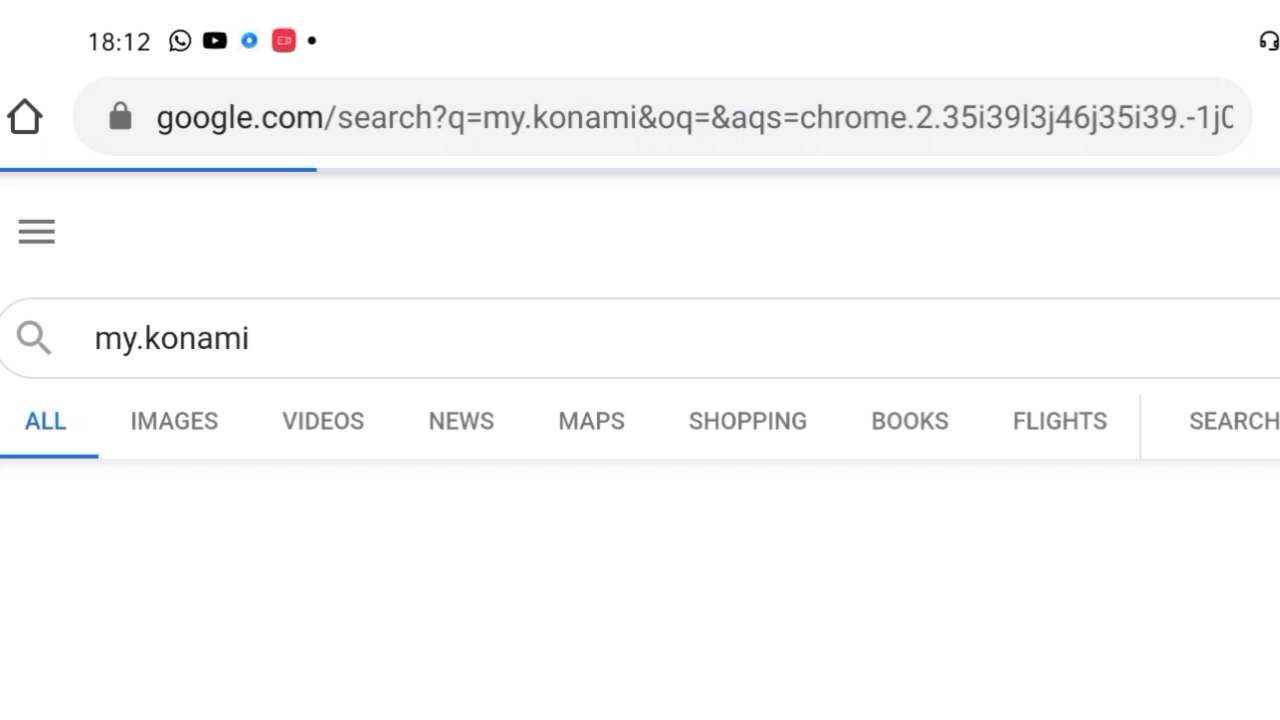 18:12
google.com/search?q=my.konami&oq=&aqs=chrome.2.35i39l3j46j35i39.-1j0
my.konami
ALL IMAGES VIDEOS NEWS MAPS SHOPPING BOOKS FLIGHTS SEARCH